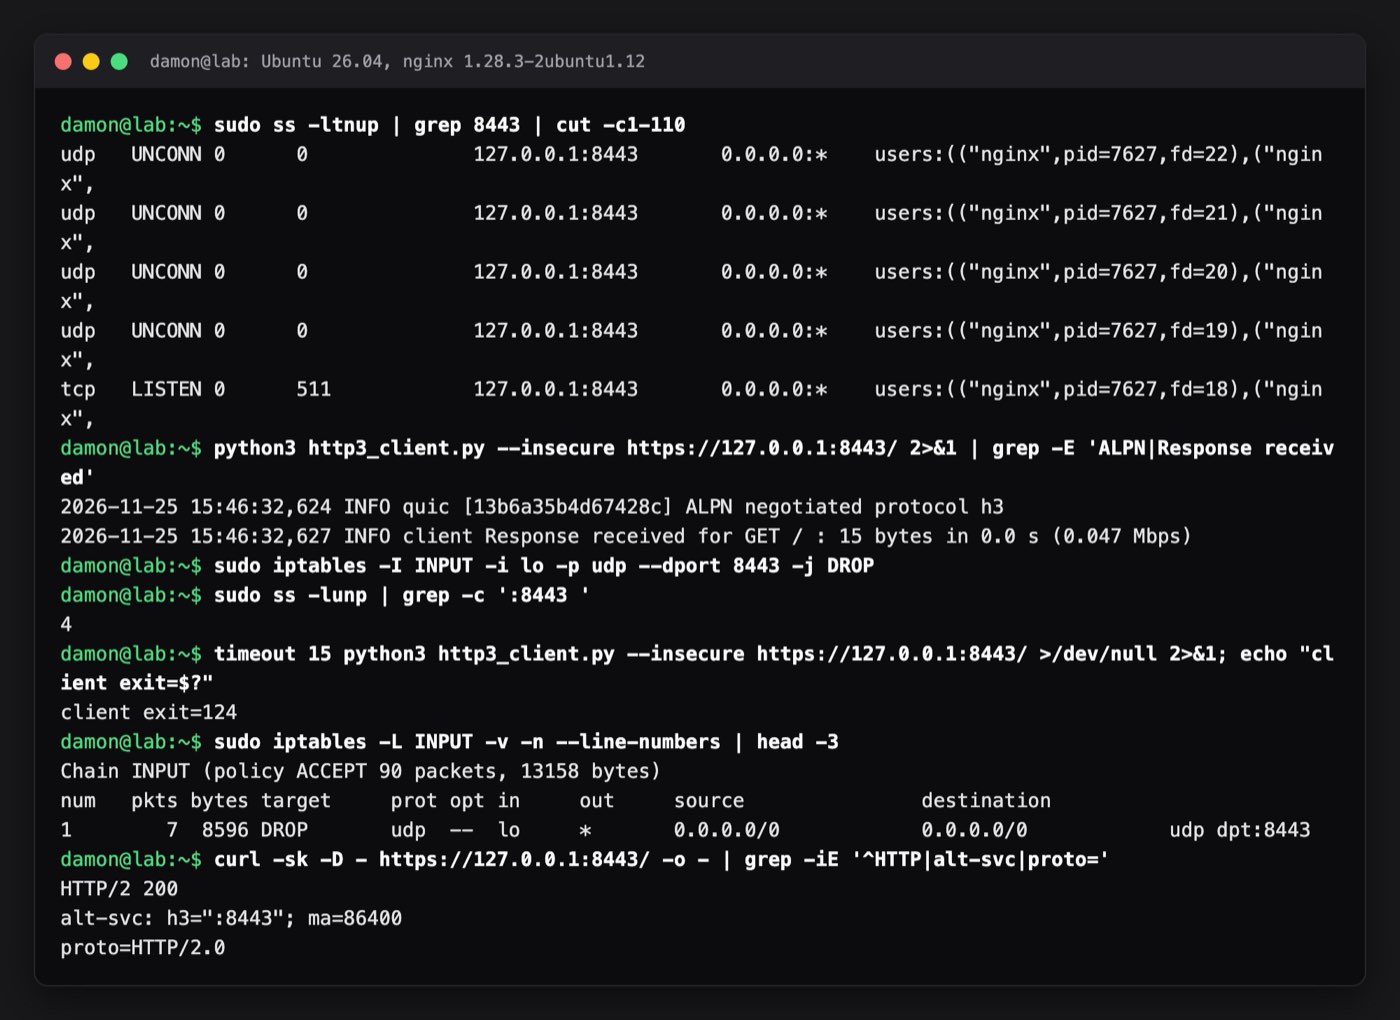 damon@lab: Ubuntu 26.04, nginx 1.28.3-2ubuntu1.12
damon@lab:~$ sudo ss -ltnup | grep 8443 | cut -c1-110
udp   UNCONN 0      0              127.0.0.1:8443       0.0.0.0:*    users:(("nginx",pid=7627,fd=22),("ngin
x",
udp   UNCONN 0      0              127.0.0.1:8443       0.0.0.0:*    users:(("nginx",pid=7627,fd=21),("ngin
x",
udp   UNCONN 0      0              127.0.0.1:8443       0.0.0.0:*    users:(("nginx",pid=7627,fd=20),("ngin
x",
udp   UNCONN 0      0              127.0.0.1:8443       0.0.0.0:*    users:(("nginx",pid=7627,fd=19),("ngin
x",
tcp   LISTEN 0      511            127.0.0.1:8443       0.0.0.0:*    users:(("nginx",pid=7627,fd=18),("ngin
x",
damon@lab:~$ python3 http3_client.py --insecure https://127.0.0.1:8443/ 2>&1 | grep -E 'ALPN|Response receiv
ed'
2026-11-25 15:46:32,624 INFO quic [13b6a35b4d67428c] ALPN negotiated protocol h3
2026-11-25 15:46:32,627 INFO client Response received for GET / : 15 bytes in 0.0 s (0.047 Mbps)
damon@lab:~$ sudo iptables -I INPUT -i lo -p udp --dport 8443 -j DROP
damon@lab:~$ sudo ss -lunp | grep -c ':8443 '
4
damon@lab:~$ timeout 15 python3 http3_client.py --insecure https://127.0.0.1:8443/ >/dev/null 2>&1; echo "cl
ient exit=$?"
client exit=124
damon@lab:~$ sudo iptables -L INPUT -v -n --line-numbers | head -3
Chain INPUT (policy ACCEPT 90 packets, 13158 bytes)
num   pkts bytes target     prot opt in     out     source               destination
1        7  8596 DROP       udp  --  lo     *       0.0.0.0/0            0.0.0.0/0            udp dpt:8443
damon@lab:~$ curl -sk -D - https://127.0.0.1:8443/ -o - | grep -iE '^HTTP|alt-svc|proto='
HTTP/2 200
alt-svc: h3=":8443"; ma=86400
proto=HTTP/2.0